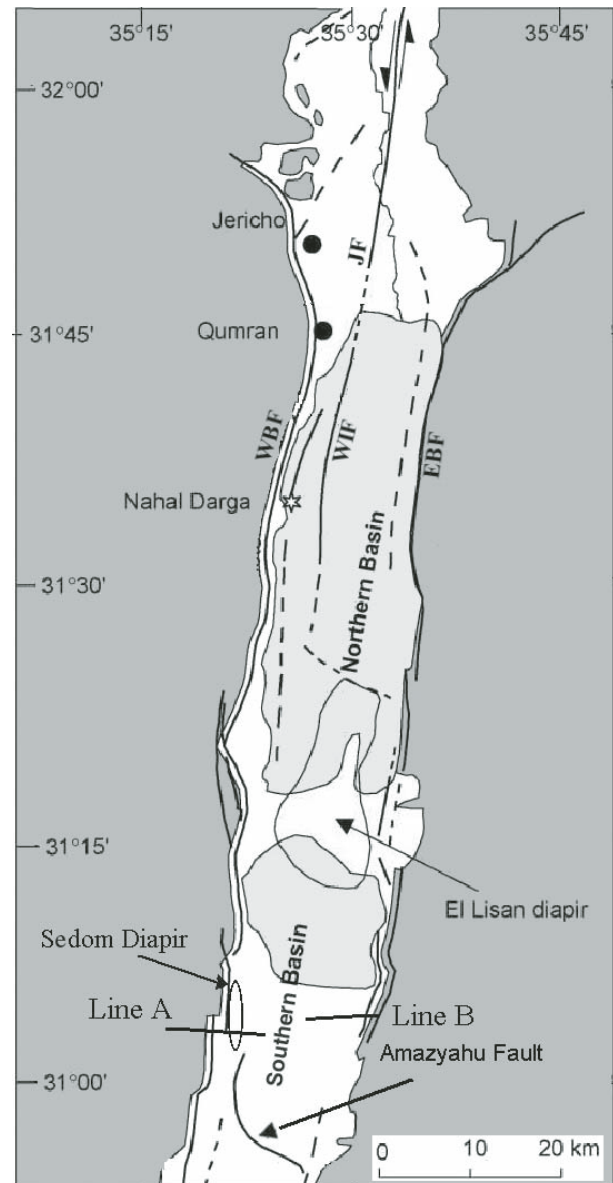 35°15'
35°30'
35°45'
32°00'
Jericho
JF
Qumran
31°45'
WBF
WIF
EBF
Nahal Darga
31°30'
Northern Basin
31°15'
El Lisan diapir
Sedom Diapir
Line A
Southern Basin
Line B
Amazyahu Fault
31°00'
0 10 20 km